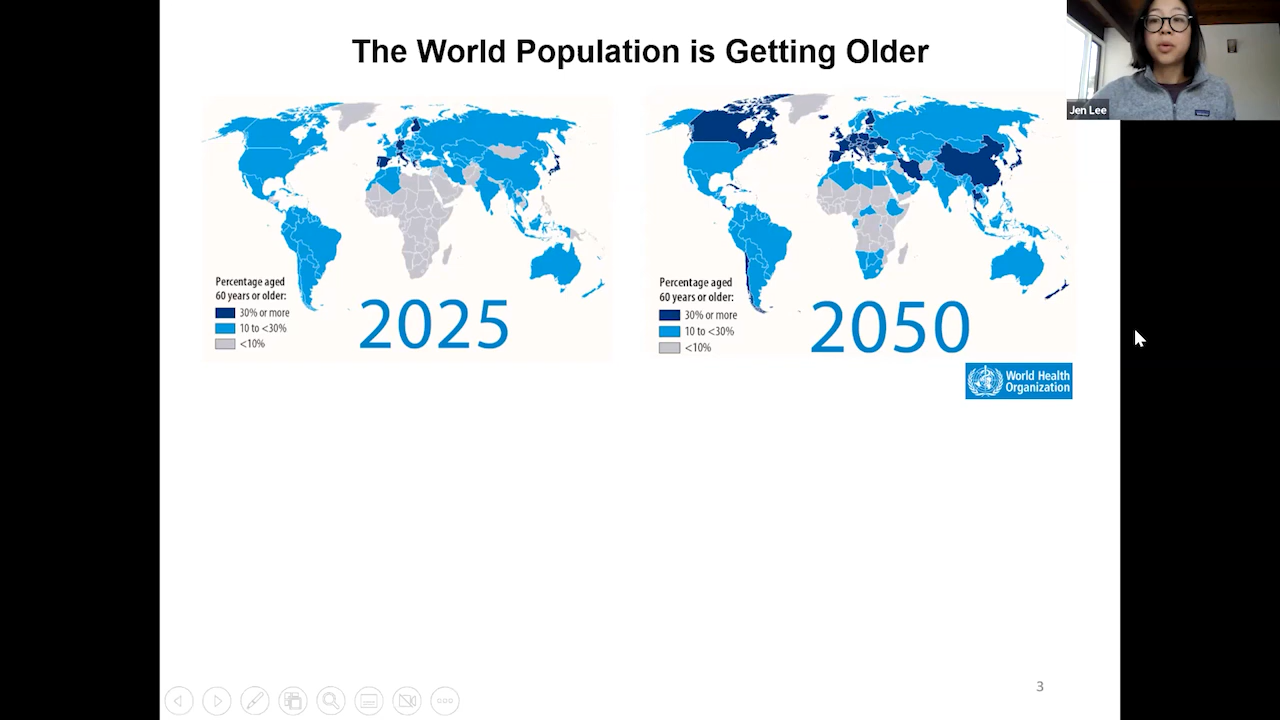 The World Population is Getting Older
Jen Lee
Percentage aged
60 years or older:
30% or more
10 to <30%
<10%
2025
Percentage aged
60 years or older:
30% or more
10 to <30%
<10%
2050
World Health
Organization
3